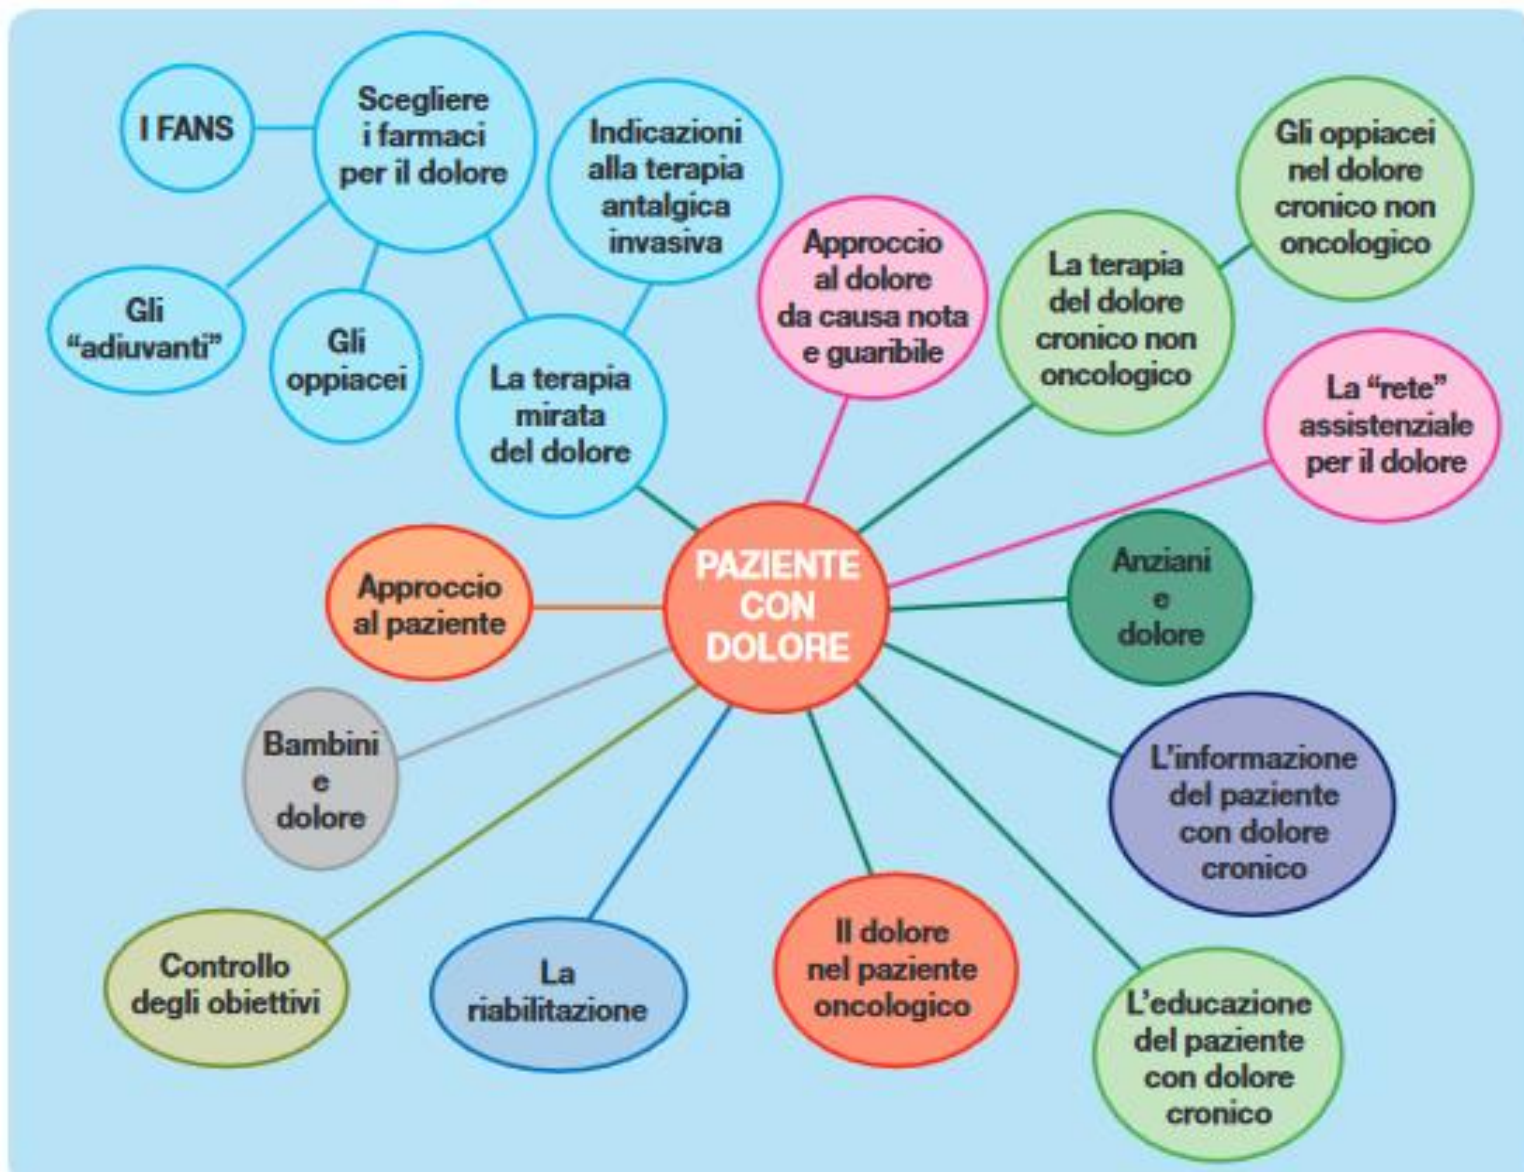 I FANS
Scegliere
i farmaci
per il dolore
Indicazioni
alla terapia
antalgica
invasiva
Gli oppiacei
nel dolore
cronico non
oncologico
Approccio
al dolore
da causa nota
e guaribile
La terapia
del dolore
cronico non
oncologico
Gli
“adiuvanti”
Gli
oppiacei
La terapia
mirata
del dolore
La “rete”
assistenziale
per il dolore
PAZIENTE
CON
DOLORE
Approccio
al paziente
Anziani
e
dolore
Bambini
e
dolore
L’informazione
del paziente
con dolore
cronico
Controllo
degli obiettivi
La
riabilitazione
Il dolore
nel paziente
oncologico
L’educazione
del paziente
con dolore
cronico